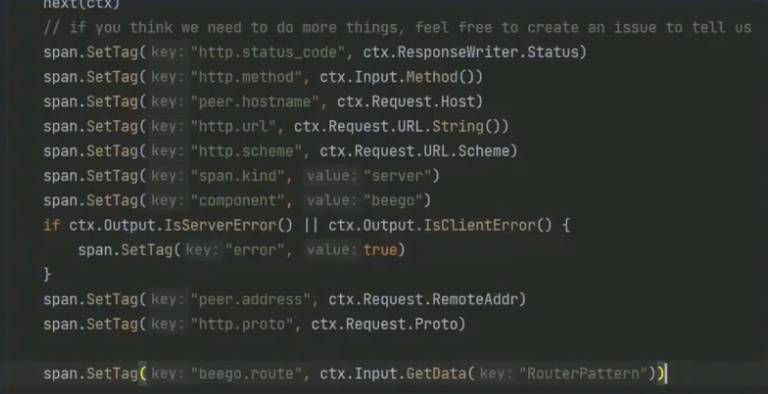 next(ctx)
// if you think we need to do more things, feel free to create an issue to tell us
span.SetTag( key: "http.status_code", ctx.ResponseWriter.Status)
span.SetTag( key: "http.method", ctx.Input.Method())
span.SetTag( key: "peer.hostname", ctx.Request.Host)
span.SetTag( key: "http.url", ctx.Request.URL.String())
span.SetTag( key: "http.scheme", ctx.Request.URL.Scheme)
span.SetTag( key: "span.kind", value: "server")
span.SetTag( key: "component", value: "beego")
if ctx.Output.IsServerError() || ctx.Output.IsClientError() {
span.SetTag( key: "error", value: true)
}
span.SetTag( key: "peer.address", ctx.Request.RemoteAddr)
span.SetTag( key: "http.proto", ctx.Request.Proto)
span.SetTag( key: "beego.route", ctx.Input.GetData( key: "RouterPattern"))